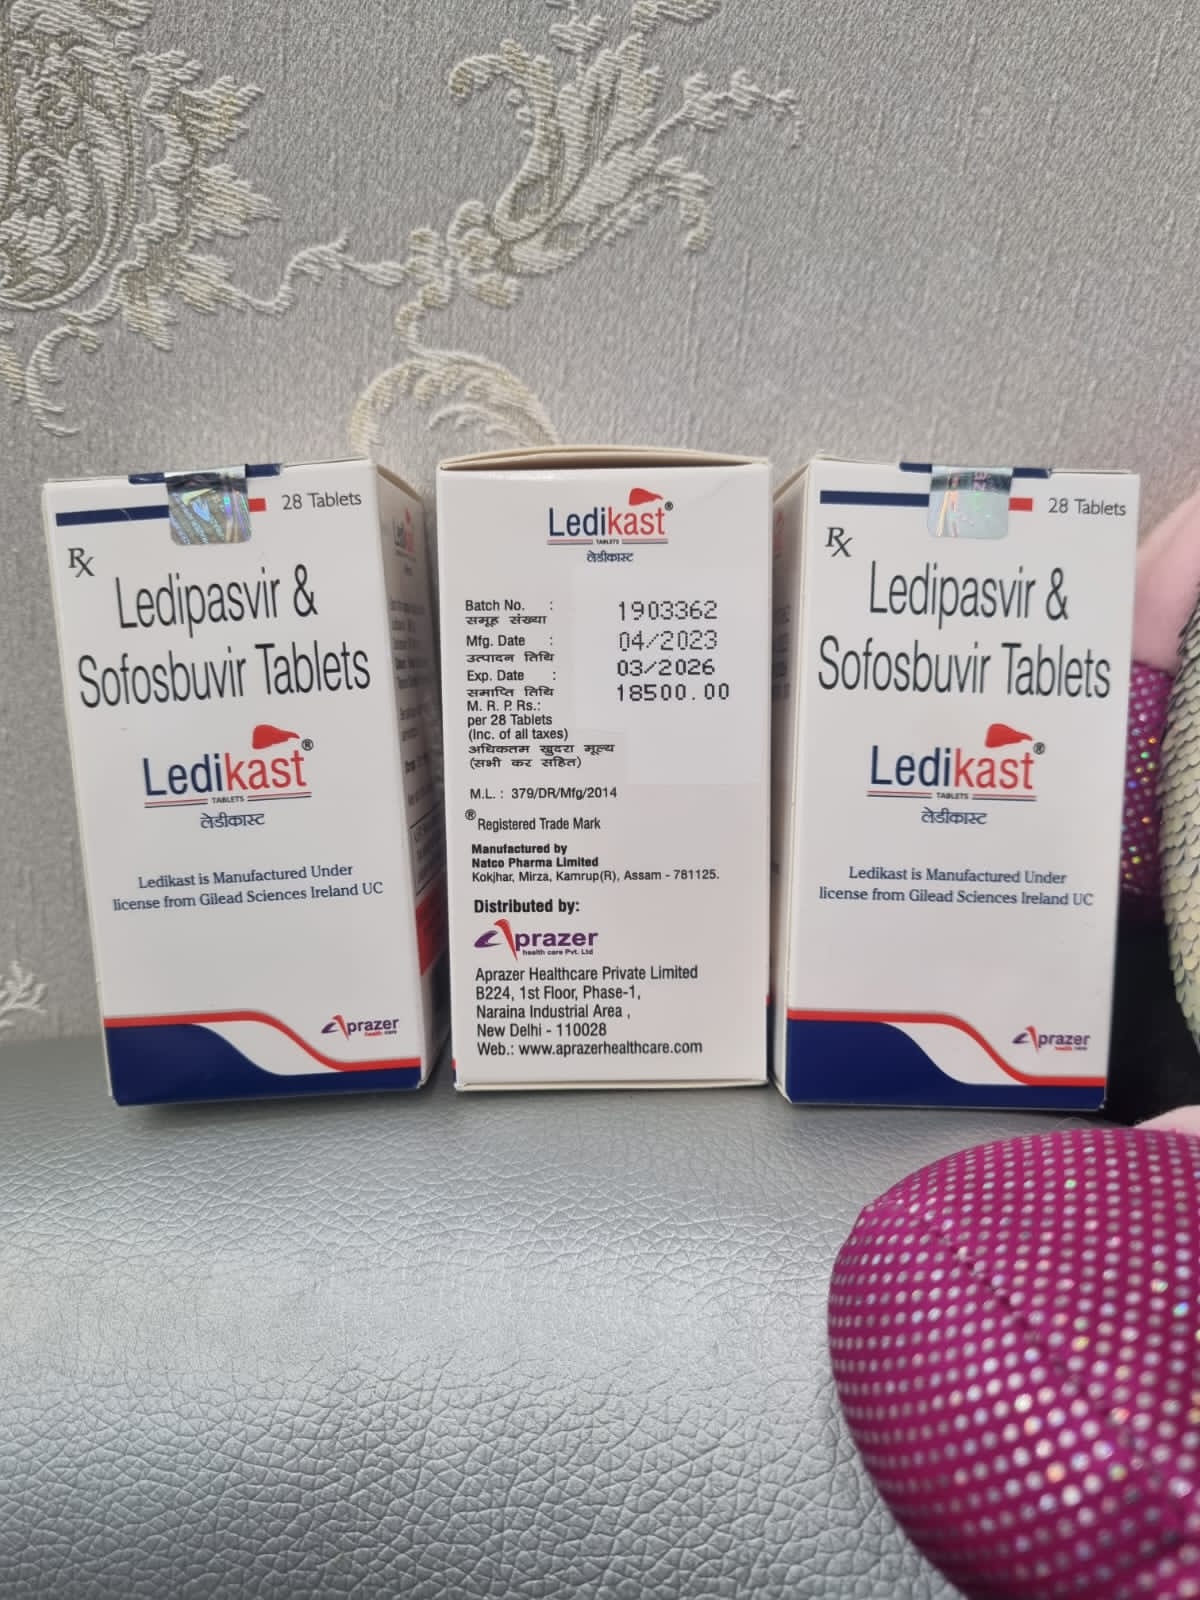 28 Tablets
Rx
Ledipasvir &
Sofosbuvir Tablets
Ledikast®
TABLETS
लेडीकास्ट
Ledikast is Manufactured Under
license from Gilead Sciences Ireland UC
Aprazer
health care
Ledikast®
TABLETS
लेडीकास्ट
Batch No. : 1903362
समूह संख्या
Mfg. Date : 04/2023
उत्पादन तिथि
Exp. Date : 03/2026
समाप्ति तिथि
M. R. P. Rs.: 18500.00
per 28 Tablets
(Inc. of all taxes)
अधिकतम खुदरा मूल्य
(सभी कर सहित)
M.L. : 379/DR/Mfg/2014
® Registered Trade Mark
Manufactured by
Natco Pharma Limited
Kokjhar, Mirza, Kamrup(R), Assam - 781125.
Distributed by:
Aprazer
health care Pvt. Ltd
Aprazer Healthcare Private Limited
B224, 1st Floor, Phase-1,
Naraina Industrial Area ,
New Delhi - 110028
Web.: www.aprazerhealthcare.com
28 Tablets
Rx
Ledipasvir &
Sofosbuvir Tablets
Ledikast®
TABLETS
लेडीकास्ट
Ledikast is Manufactured Under
license from Gilead Sciences Ireland UC
Aprazer
health care